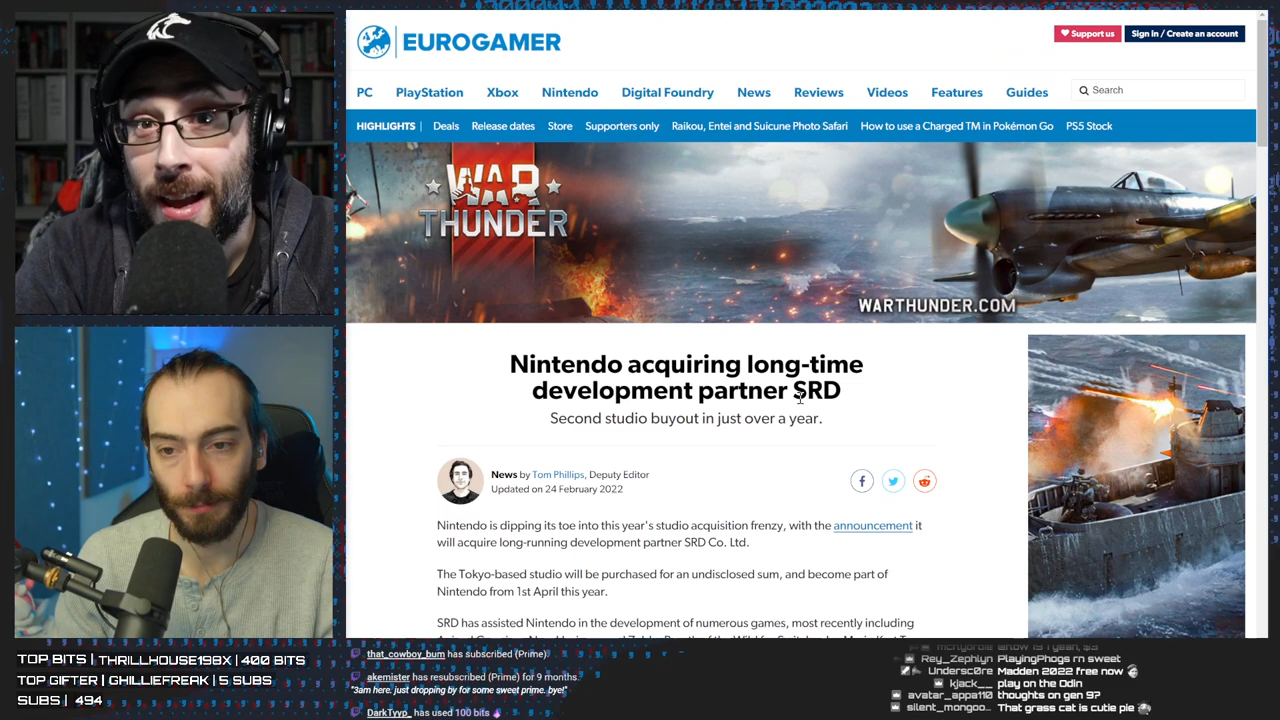 EUROGAMER
Support us
Sign In / Create an account
PC PlayStation Xbox Nintendo Digital Foundry News Reviews Videos Features Guides
Search
HIGHLIGHTS | Deals Release dates Store Supporters only Raikou, Entei and Suicune Photo Safari How to use a Charged TM in Pokémon Go PS5 Stock
WAR
THUNDER
WARTHUNDER.COM
Nintendo acquiring long-time
development partner SRD
Second studio buyout in just over a year.
News by Tom Phillips, Deputy Editor
Updated on 24 February 2022
Nintendo is dipping its toe into this year's studio acquisition frenzy, with the announcement it
will acquire long-running development partner SRD Co. Ltd.
The Tokyo-based studio will be purchased for an undisclosed sum, and become part of
Nintendo from 1st April this year.
SRD has assisted Nintendo in the development of numerous games, most recently including
TOP BITS | THRILLHOUSE198X | 400 BITS
TOP GIFTER | GHILLIEFREAK | 5 SUBS
SUBS | 494
that_cowboy_bum has subscribed (Prime).
akemister has resubscribed (Prime) for 9 months.
"3am here. just dropping by for some sweet prime. bye!"
DarkTyyp_ has used 100 bits
Rey_Zephlyn PlayingPhogs rn sweet
Undersc0re Madden 2022 free now
kjack__ play on the Odin
avatar_appa118 thoughts on gen 9?
silent_mongoo... That grass cat is cutie pie